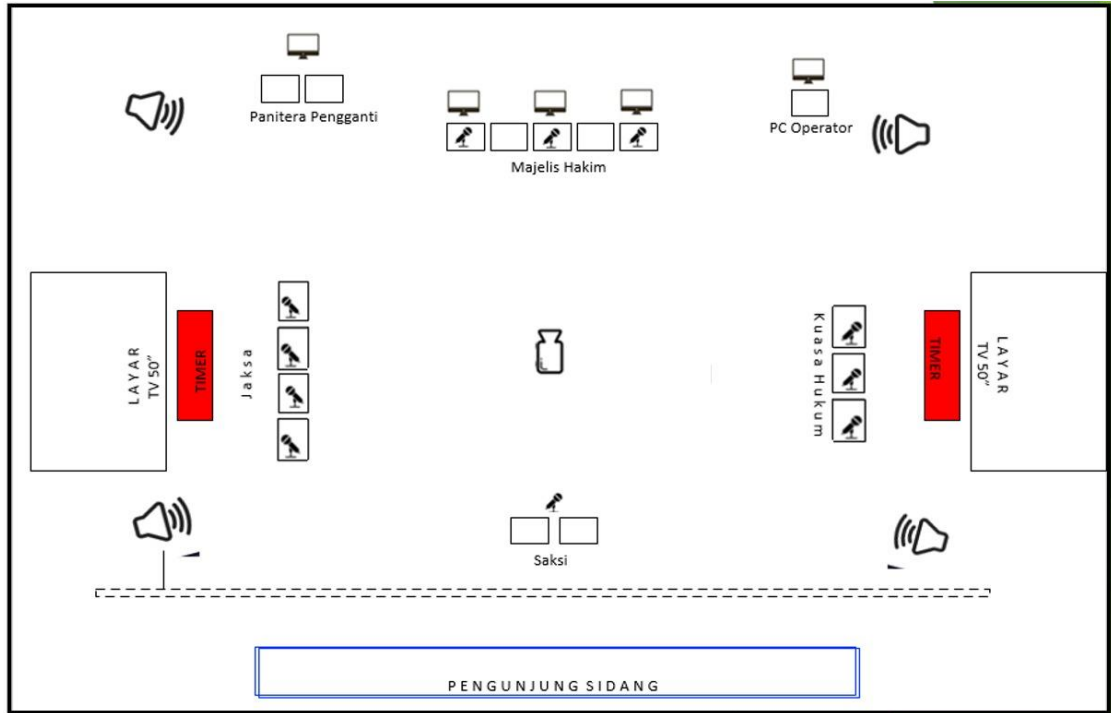 Panitera Pengganti
PC Operator
Majelis Hakim
LAYAR
TV 50”
TIMER
Jaksa
Kuasa Hukum
TIMER
LAYAR
TV 50”
Saksi
PENGUNJUNG SIDANG